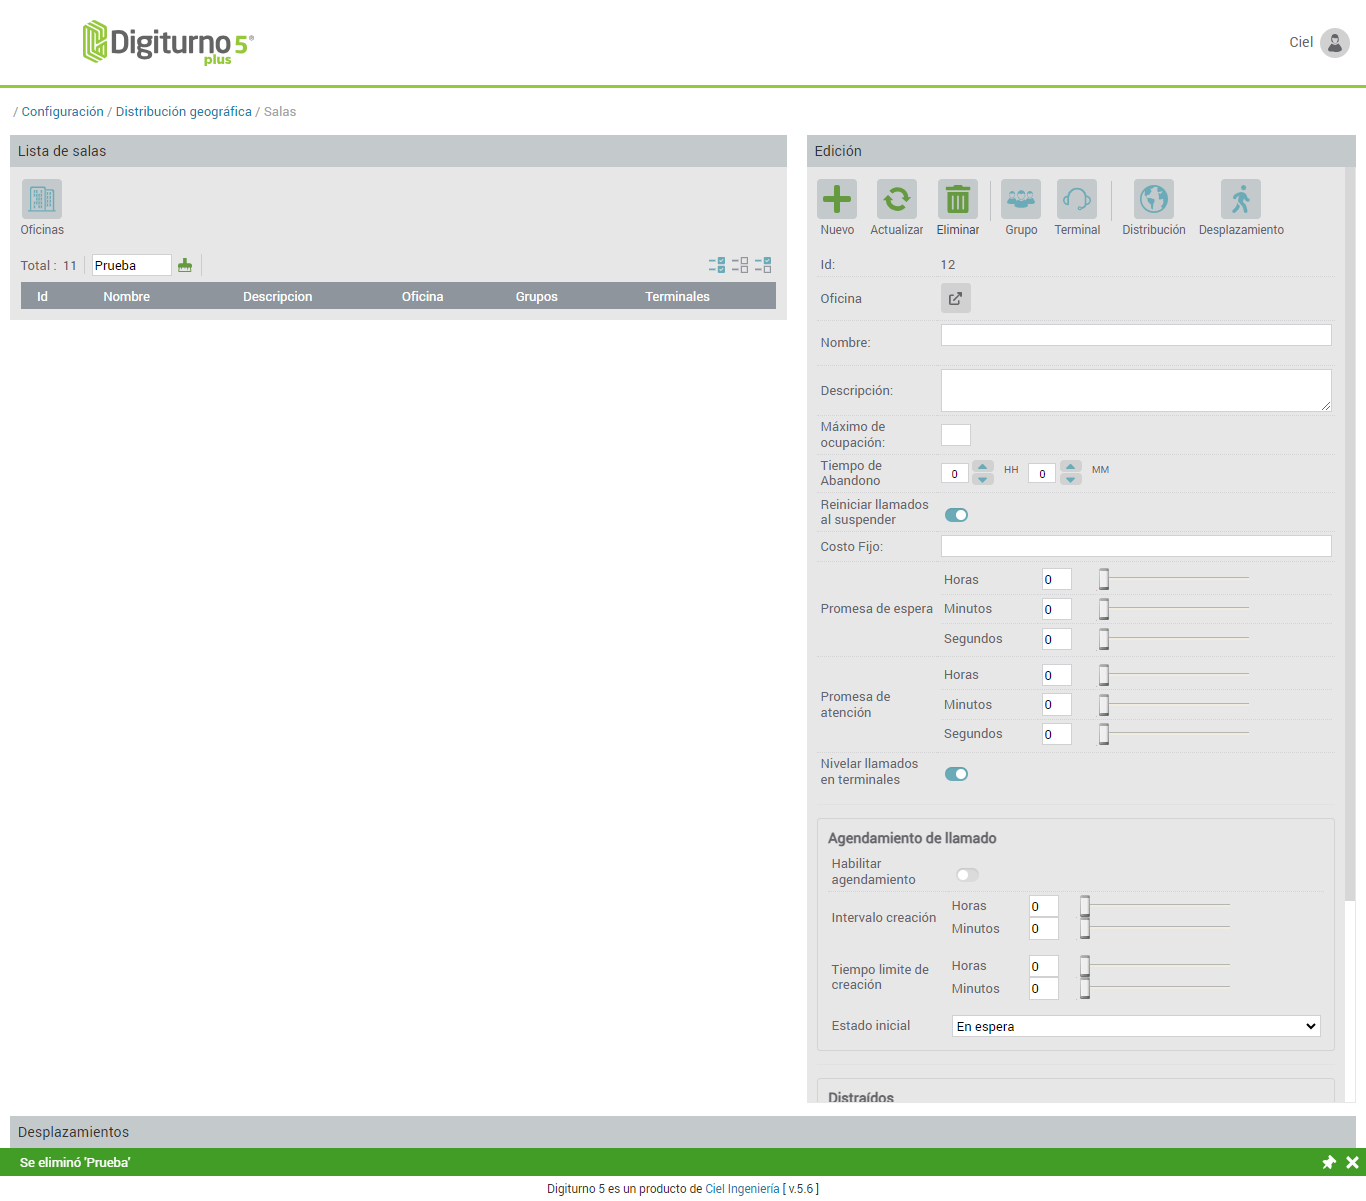 Digiturno 5®
plus
Ciel
/ Configuración / Distribución geográfica / Salas
Lista de salas
Oficinas
Total : 11 Prueba
Id Nombre Descripcion Oficina Grupos Terminales
Edición
Nuevo Actualizar Eliminar Grupo Terminal Distribución Desplazamiento
Id: 12
Oficina
Nombre:
Descripción:
Máximo de
ocupación:
Tiempo de
Abandono
0 HH 0 MM
Reiniciar llamados
al suspender
Costo Fijo:
Promesa de espera
Horas 0
Minutos 0
Segundos 0
Promesa de
atención
Horas 0
Minutos 0
Segundos 0
Nivelar llamados
en terminales
Agendamiento de llamado
Habilitar
agendamiento
Intervalo creación
Horas 0
Minutos 0
Tiempo limite de
creación
Horas 0
Minutos 0
Estado inicial En espera
Distraídos
Desplazamientos
Se eliminó 'Prueba'
Digiturno 5 es un producto de Ciel Ingeniería [ v.5.6 ]